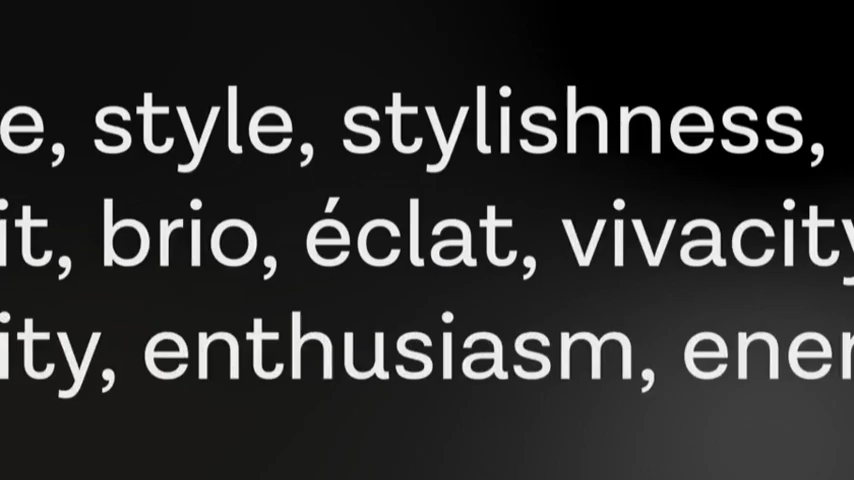 e, style, stylishness,
it, brio, éclat, vivacity
ity, enthusiasm, ener